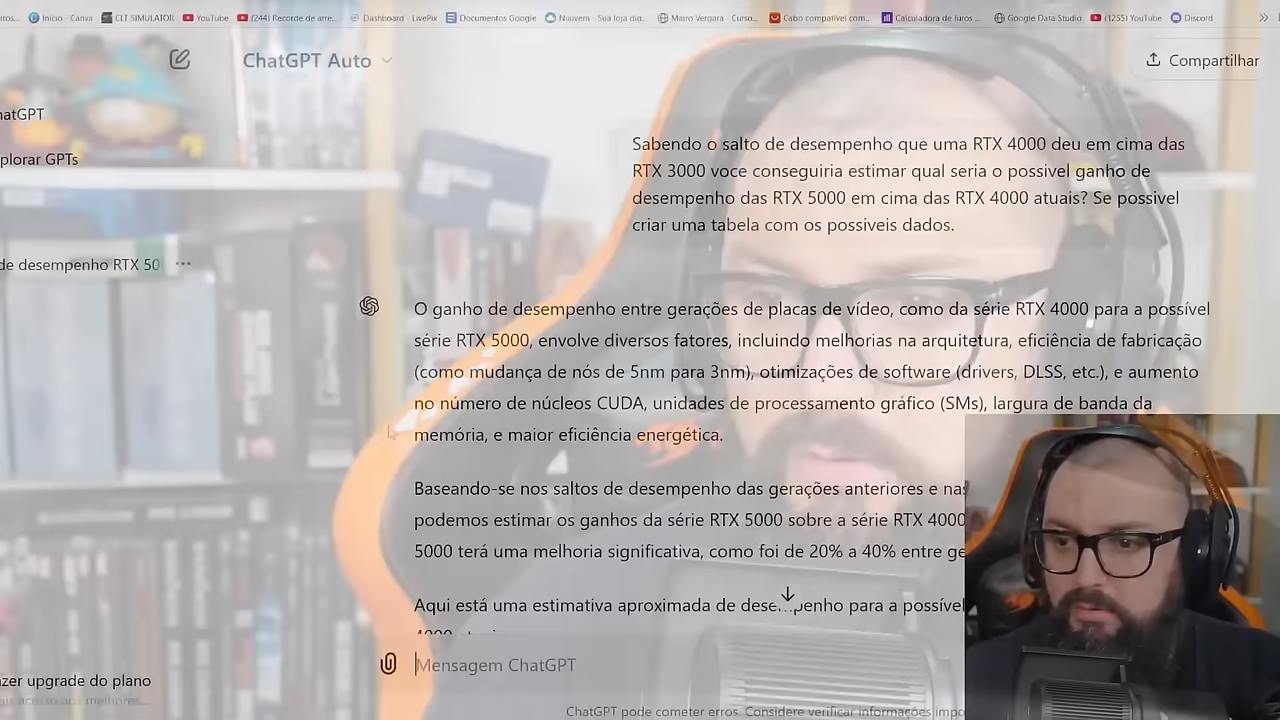 Início - Canva CLT SIMULATOR YouTube (244) Recorde de arre... Dashboard - LivePix Documentos Google Nuuvem - Sua loja dig... Mairo Vergara - Curso... Cabo compatível com... Calculadora de Juros ... Google Data Studio (1255) YouTube Discord
ChatGPT Auto
Compartilhar
hatGPT
plorar GPTs
de desempenho RTX 50 ...
Sabendo o salto de desempenho que uma RTX 4000 deu em cima das
RTX 3000 voce conseguiria estimar qual seria o possivel ganho de
desempenho das RTX 5000 em cima das RTX 4000 atuais? Se possivel
criar uma tabela com os possiveis dados.
O ganho de desempenho entre gerações de placas de vídeo, como da série RTX 4000 para a possível
série RTX 5000, envolve diversos fatores, incluindo melhorias na arquitetura, eficiência de fabricação
(como mudança de nós de 5nm para 3nm), otimizações de software (drivers, DLSS, etc.), e aumento
no número de núcleos CUDA, unidades de processamento gráfico (SMs), largura de banda da
memória, e maior eficiência energética.
Baseando-se nos saltos de desempenho das gerações anteriores e nas
podemos estimar os ganhos da série RTX 5000 sobre a série RTX 4000
5000 terá uma melhoria significativa, como foi de 20% a 40% entre ge
Aqui está uma estimativa aproximada de desempenho para a possível
Mensagem ChatGPT
zer upgrade do plano
acesso aos melhores...
ChatGPT pode cometer erros. Considere verificar informações impo